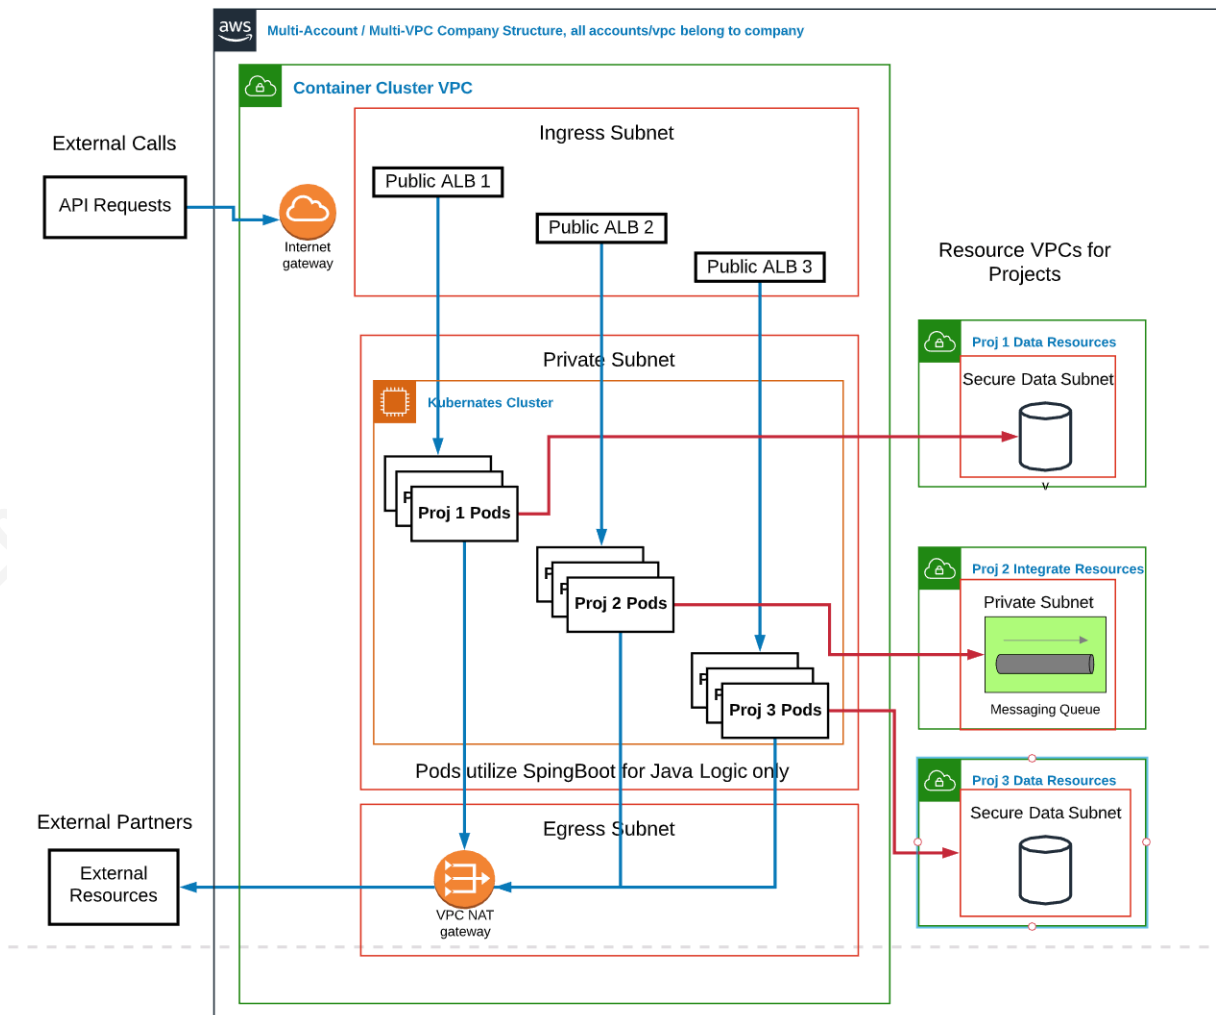 aws
Multi-Account / Multi-VPC Company Structure, all accounts/vpc belong to company
Container Cluster VPC
External Calls
API Requests
Internet
gateway
Ingress Subnet
Public ALB 1
Public ALB 2
Public ALB 3
Private Subnet
Kubernates Cluster
P
Proj 1 Pods
P
P
Proj 2 Pods
P
P
Proj 3 Pods
Pods utilize SpingBoot for Java Logic only
Egress Subnet
VPC NAT
gateway
External Partners
External
Resources
Resource VPCs for
Projects
Proj 1 Data Resources
Secure Data Subnet
v
Proj 2 Integrate Resources
Private Subnet
Messaging Queue
Proj 3 Data Resources
Secure Data Subnet